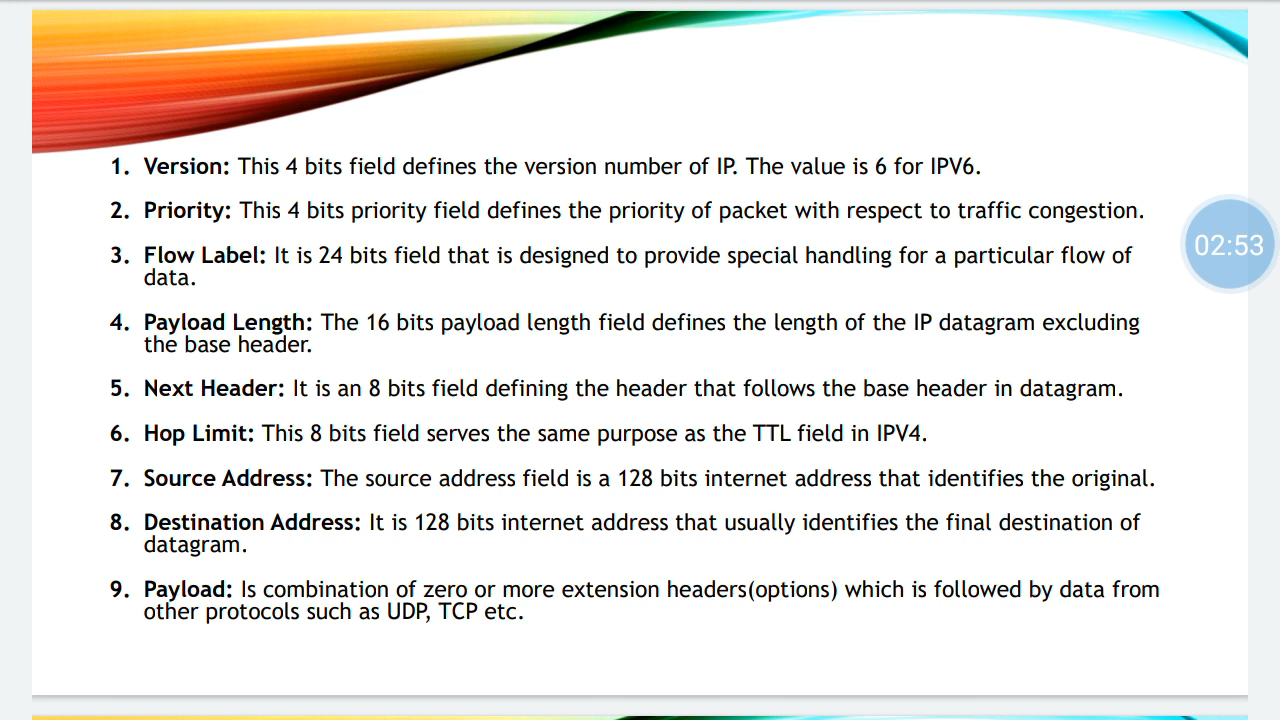 1. Version: This 4 bits field defines the version number of IP. The value is 6 for IPV6.
2. Priority: This 4 bits priority field defines the priority of packet with respect to traffic congestion.
3. Flow Label: It is 24 bits field that is designed to provide special handling for a particular flow of
data.
4. Payload Length: The 16 bits payload length field defines the length of the IP datagram excluding
the base header.
5. Next Header: It is an 8 bits field defining the header that follows the base header in datagram.
6. Hop Limit: This 8 bits field serves the same purpose as the TTL field in IPV4.
7. Source Address: The source address field is a 128 bits internet address that identifies the original.
8. Destination Address: It is 128 bits internet address that usually identifies the final destination of
datagram.
9. Payload: Is combination of zero or more extension headers(options) which is followed by data from
other protocols such as UDP, TCP etc.
02:53